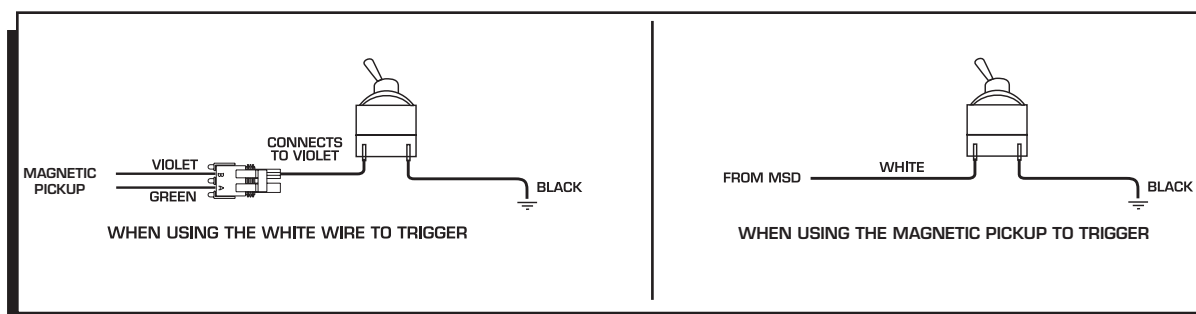 CONNECTS
TO VIOLET
VIOLET
B
MAGNETIC
PICKUP
A
GREEN
BLACK
WHEN USING THE WHITE WIRE TO TRIGGER
WHITE
FROM MSD
BLACK
WHEN USING THE MAGNETIC PICKUP TO TRIGGER